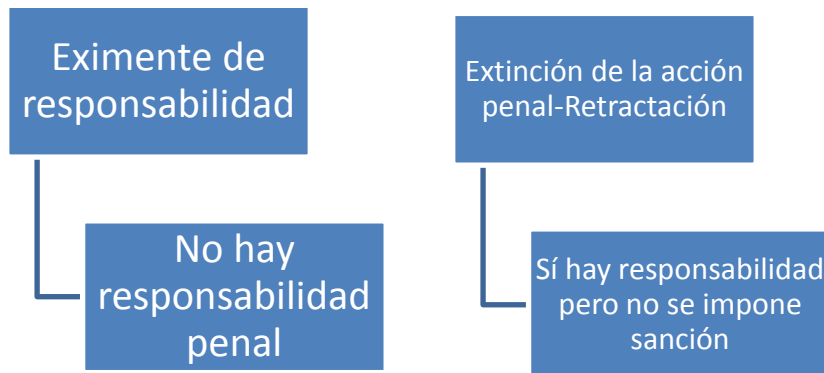 Eximente de
responsabilidad
No hay
responsabilidad
penal
Extinción de la acción
penal-Retractación
Sí hay responsabilidad
pero no se impone
sanción